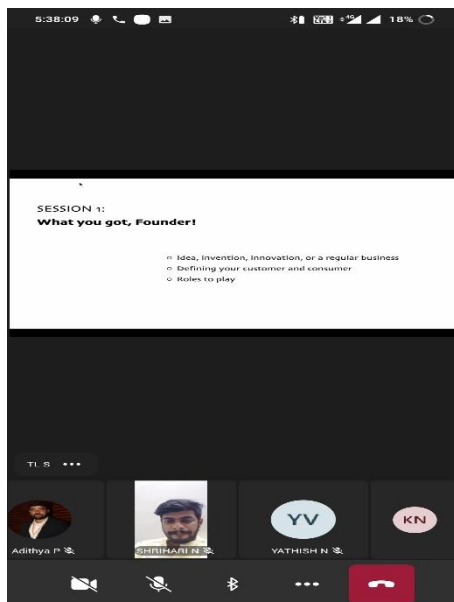 5:38:09 4G 18%
SESSION 1:
What you got, Founder!
Idea, Invention, Innovation, or a regular business
Defining your customer and consumer
Roles to play
TL S •••
YV
KN
Adithya P
SHRIHARI N
YATHISH N